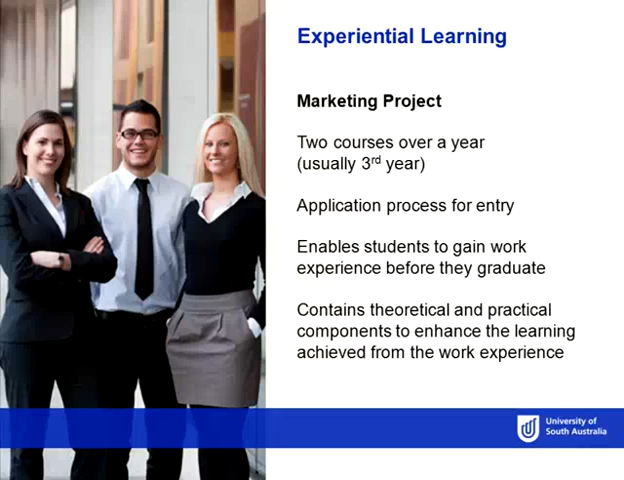 Experiential Learning
Marketing Project
Two courses over a year
(usually 3rd year)
Application process for entry
Enables students to gain work
experience before they graduate
Contains theoretical and practical
components to enhance the learning
achieved from the work experience
University of
South Australia